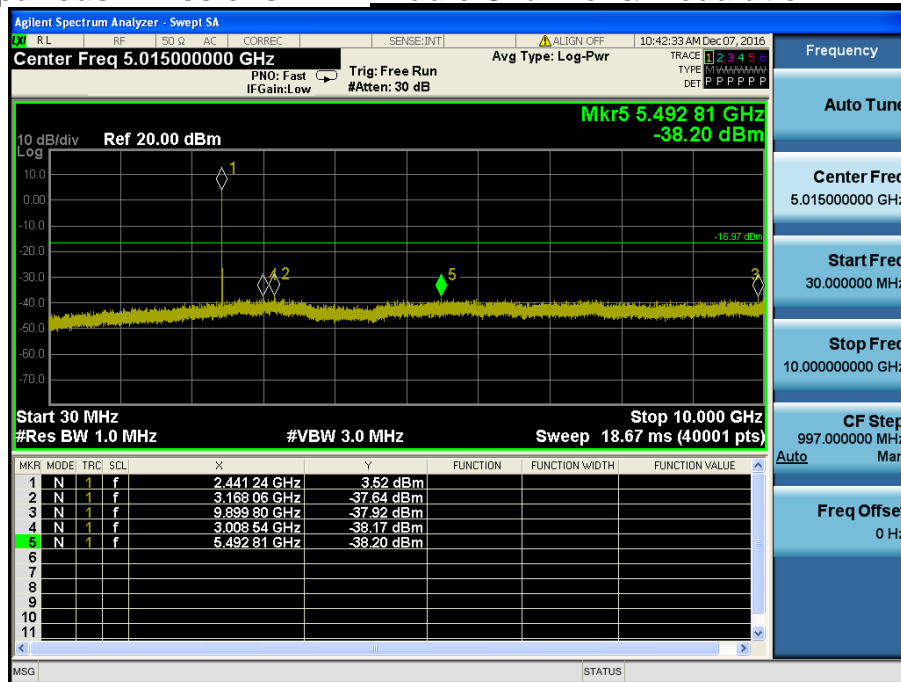 Agilent Spectrum Analyzer - Swept SA
LXI RL RF 50 Ω AC CORREC SENSE:INT ALIGN OFF 10:42:33 AM Dec 07, 2016
Center Freq 5.015000000 GHz
PNO: Fast
IFGain:Low
Trig: Free Run
#Atten: 30 dB
Avg Type: Log-Pwr
TRACE 1 2 3 4 5 6
TYPE M W W W W W
DET P P P P P P
Mkr5 5.492 81 GHz
-38.20 dBm
10 dB/div Ref 20.00 dBm
Log
10.0
0.00
-10.0
-20.0
-30.0
-40.0
-50.0
-60.0
-70.0
1
-16.97 dBm
4 2
5
3
Start 30 MHz Stop 10.000 GHz
#Res BW 1.0 MHz #VBW 3.0 MHz Sweep 18.67 ms (40001 pts)
MKR MODE TRC SCL X Y FUNCTION FUNCTION WIDTH FUNCTION VALUE
1 N 1 f 2.441 24 GHz 3.52 dBm
2 N 1 f 3.168 06 GHz -37.64 dBm
3 N 1 f 9.899 80 GHz -37.92 dBm
4 N 1 f 3.008 54 GHz -38.17 dBm
5 N 1 f 5.492 81 GHz -38.20 dBm
6
7
8
9
10
11
MSG STATUS
Frequency
Auto Tune
Center Freq
5.015000000 GHz
Start Freq
30.000000 MHz
Stop Freq
10.000000000 GHz
CF Step
997.000000 MHz
Auto Man
Freq Offset
0 Hz